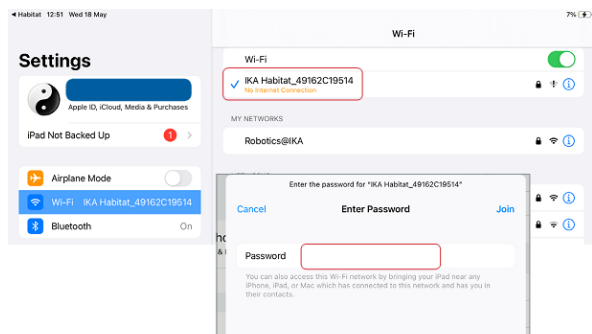 ◀ Habitat 12:51 Wed 18 May
7%
Settings
Apple ID, iCloud, Media & Purchases
iPad Not Backed Up 1
Airplane Mode
Wi-Fi IKA Habitat_49162C19514
Bluetooth On
Wi-Fi
Wi-Fi
IKA Habitat_49162C19514
No Internet Connection
MY NETWORKS
Robotics@IKA
Enter the password for "IKA Habitat_49162C19514"
Cancel Enter Password Join
Password
You can also access this Wi-Fi network by bringing your iPad near any
iPhone, iPad, or Mac which has connected to this network and has you in
their contacts.